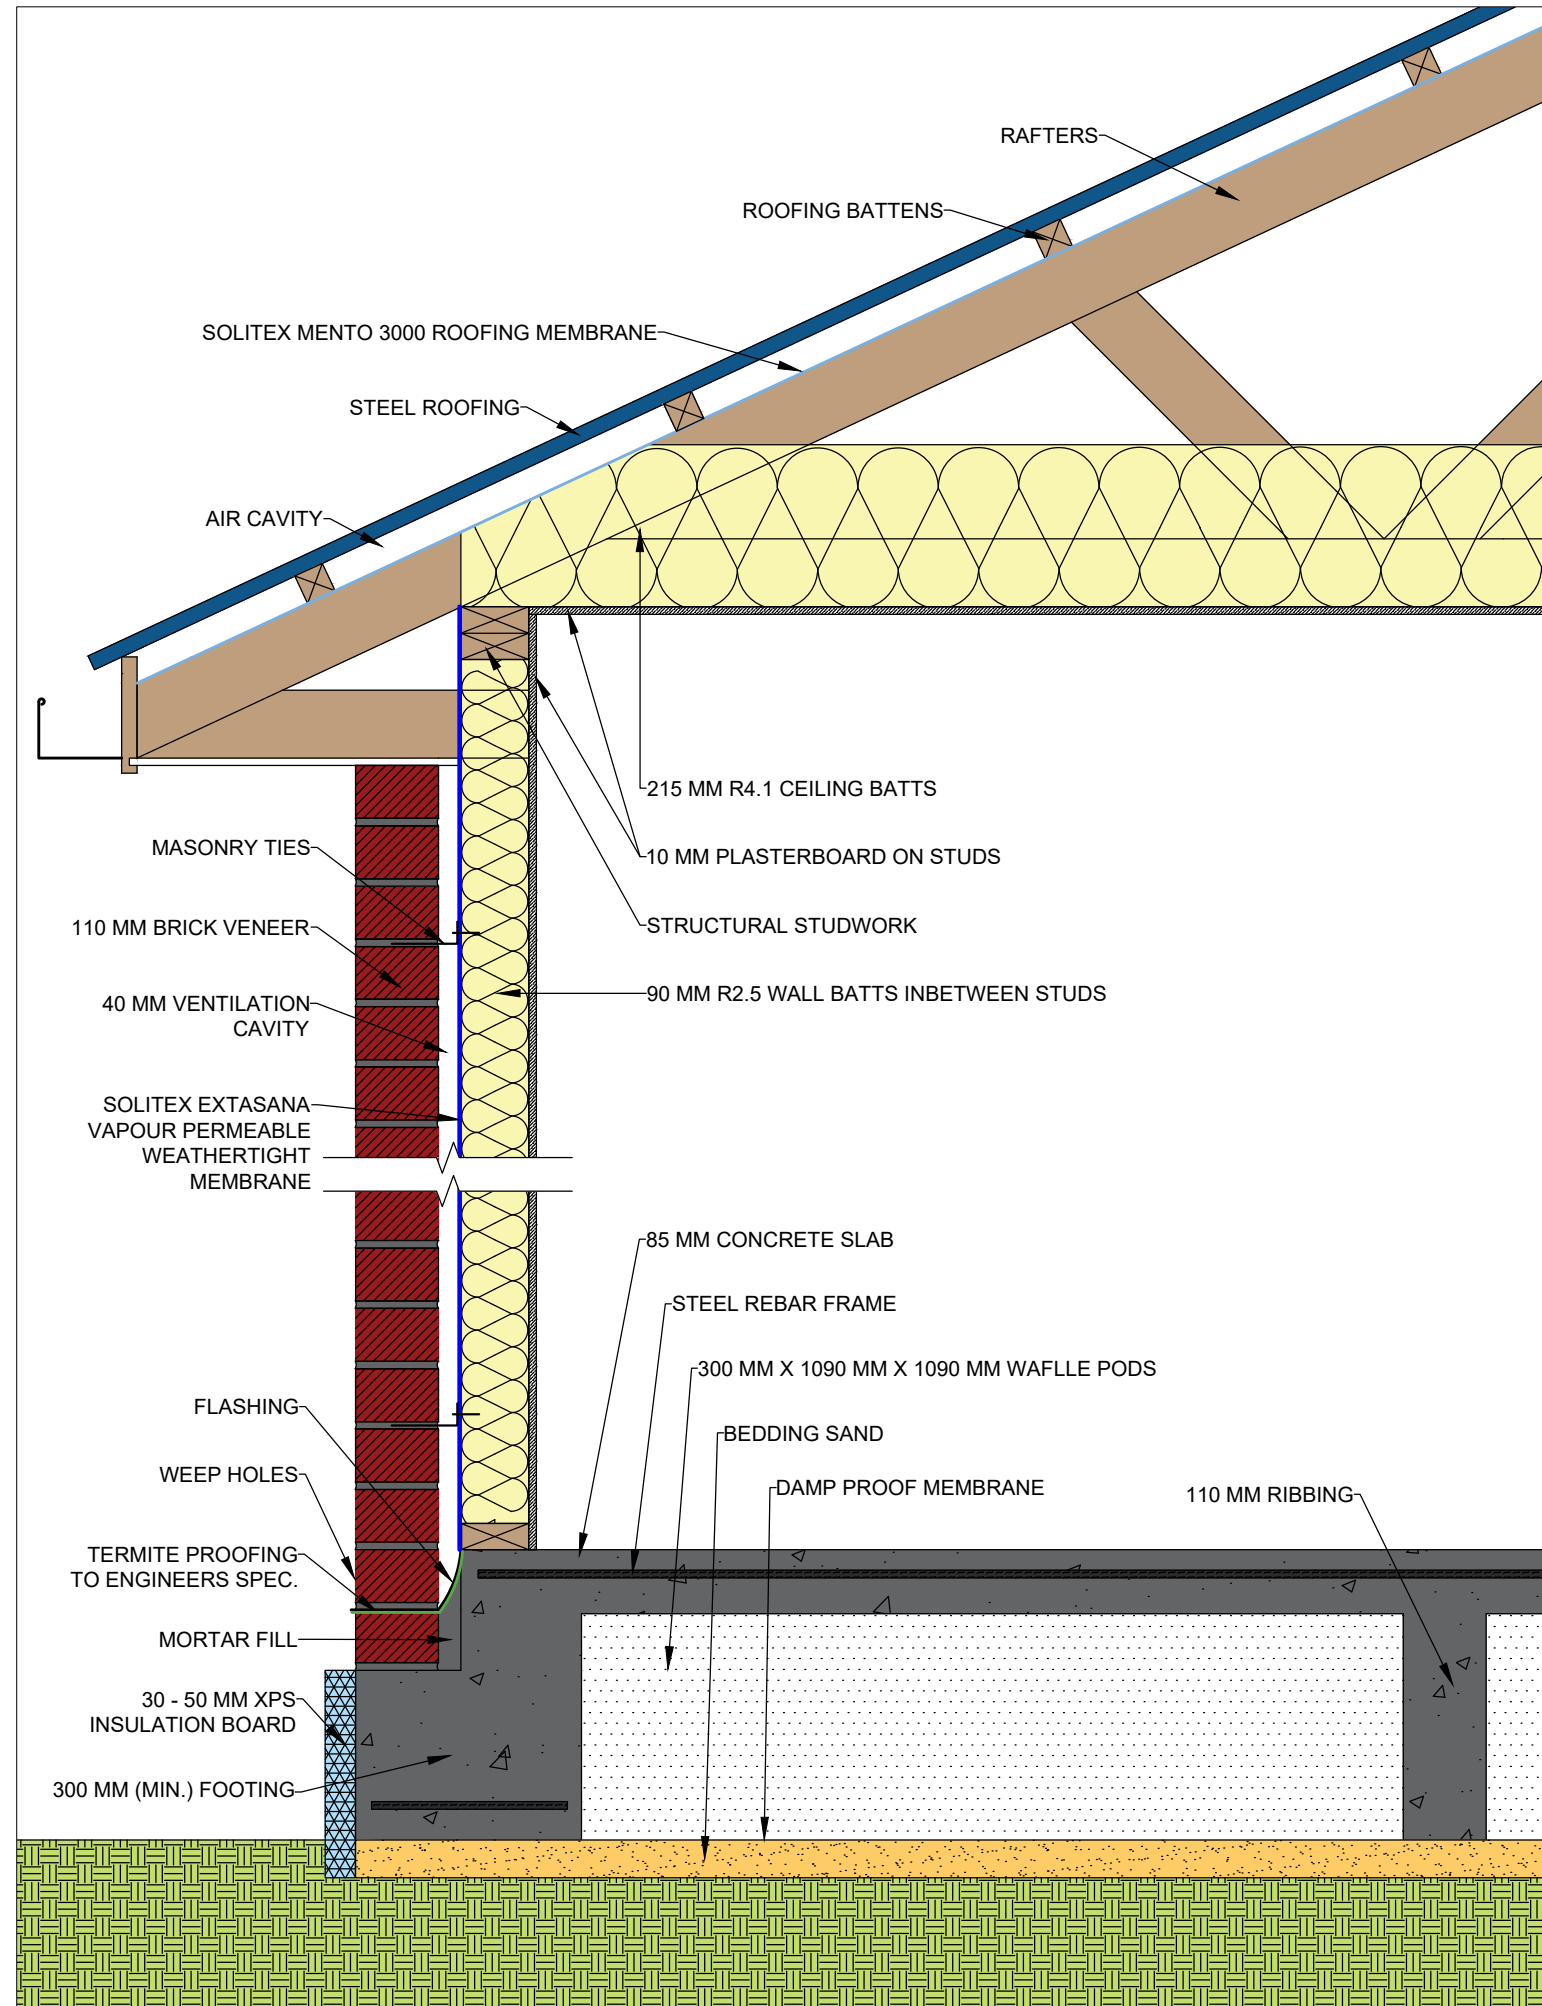 RAFTERS
ROOFING BATTENS
SOLITEX MENTO 3000 ROOFING MEMBRANE
STEEL ROOFING
AIR CAVITY
215 MM R4.1 CEILING BATTS
MASONRY TIES
10 MM PLASTERBOARD ON STUDS
110 MM BRICK VENEER
STRUCTURAL STUDWORK
90 MM R2.5 WALL BATTS INBETWEEN STUDS
40 MM VENTILATION
CAVITY
SOLITEX EXTASANA
VAPOUR PERMEABLE
WEATHERTIGHT
MEMBRANE
85 MM CONCRETE SLAB
STEEL REBAR FRAME
300 MM X 1090 MM X 1090 MM WAFLLE PODS
FLASHING
BEDDING SAND
WEEP HOLES
DAMP PROOF MEMBRANE
110 MM RIBBING
TERMITE PROOFING
TO ENGINEERS SPEC.
MORTAR FILL
30 - 50 MM XPS
INSULATION BOARD
300 MM (MIN.) FOOTING